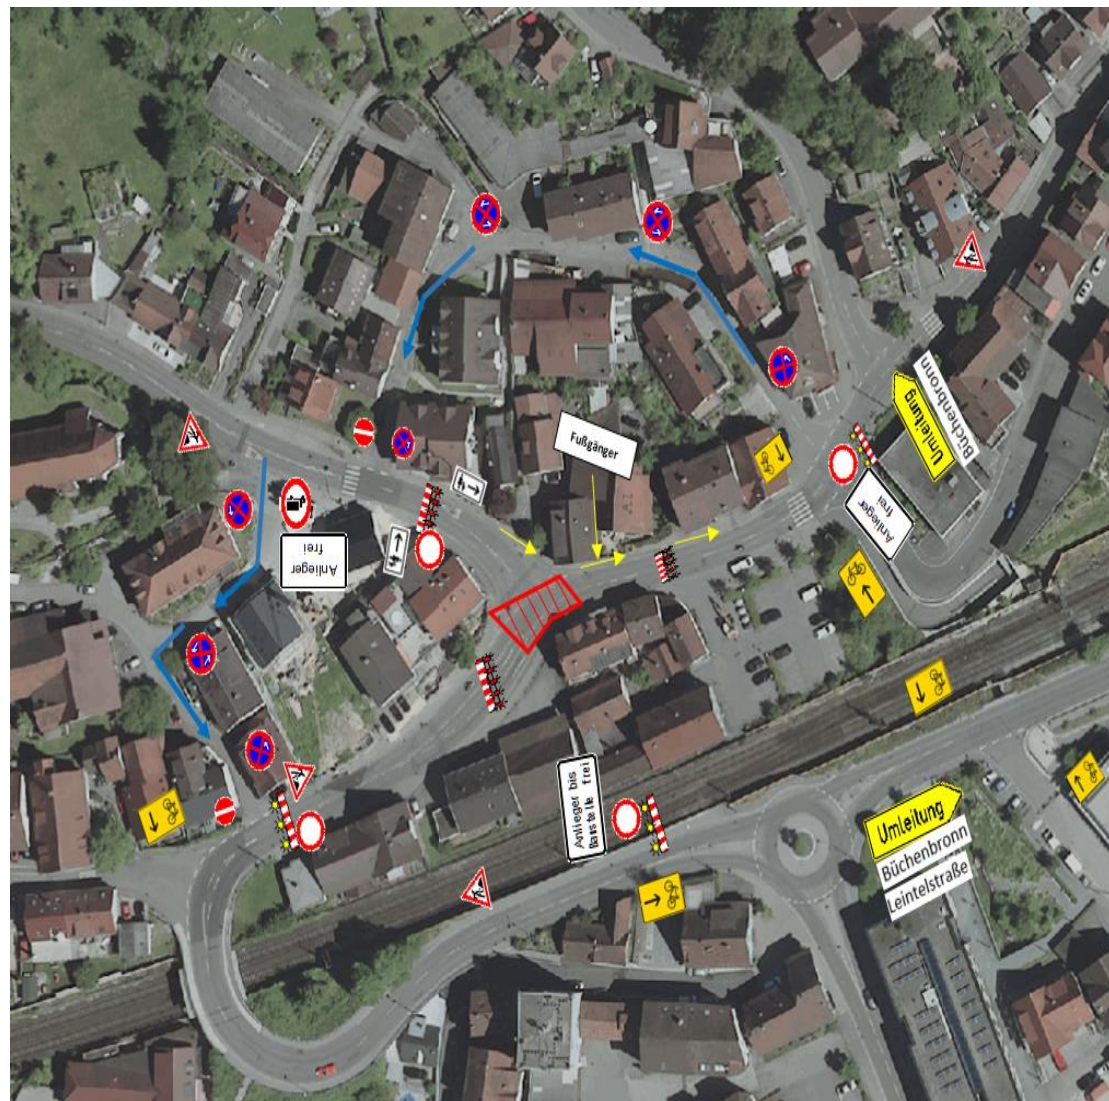 Büchenbronn
Umleitung
Fußgänger
Anlieger
frei
Anlieger
frei
Anlieger bis
Baustelle frei
Umleitung
Büchenbronn
Leintelstraße